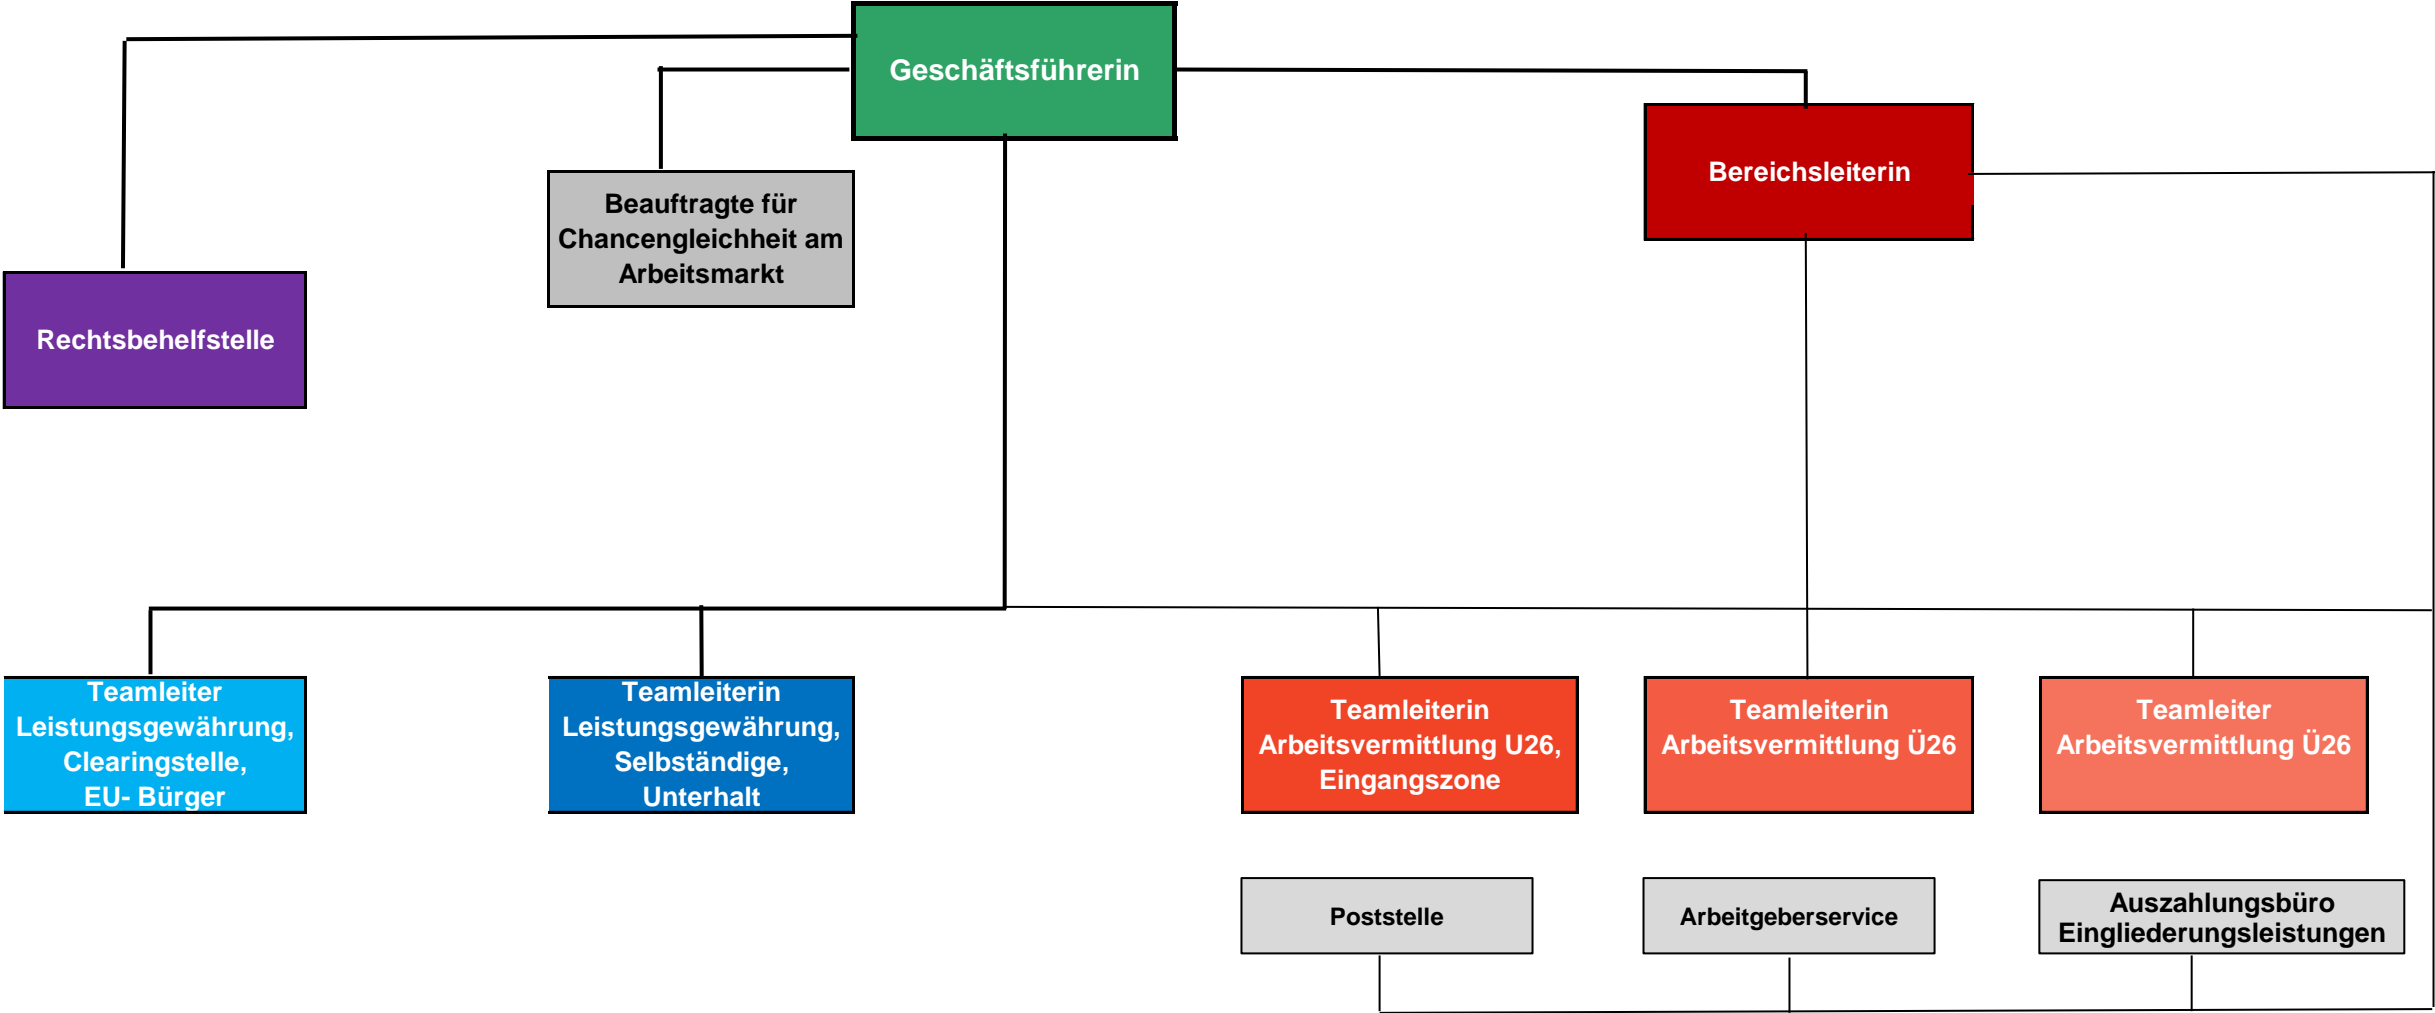 Geschäftsführerin
Bereichsleiterin
Beauftragte für
Chancengleichheit am
Arbeitsmarkt
Rechtsbehelfstelle
Teamleiter
Leistungsgewährung,
Clearingstelle,
EU- Bürger
Teamleiterin
Leistungsgewährung,
Selbständige,
Unterhalt
Teamleiterin
Arbeitsvermittlung U26,
Eingangszone
Teamleiterin
Arbeitsvermittlung Ü26
Teamleiter
Arbeitsvermittlung Ü26
Poststelle
Arbeitgeberservice
Auszahlungsbüro
Eingliederungsleistungen